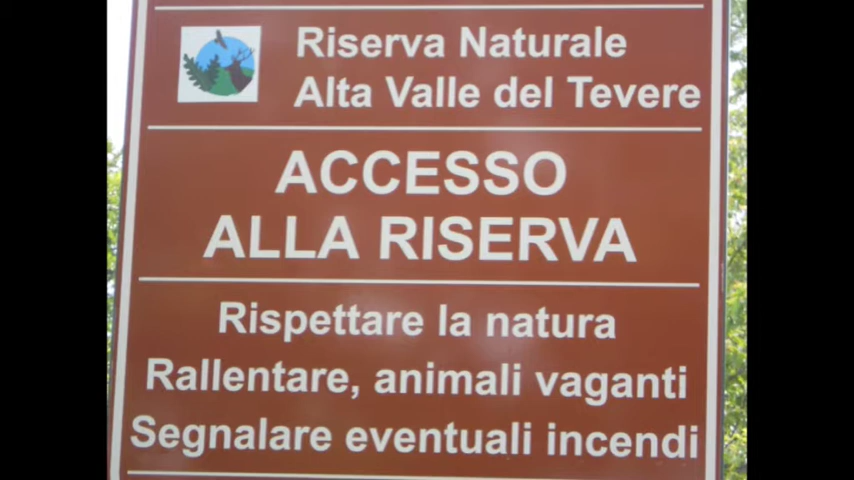 Riserva Naturale
Alta Valle del Tevere
ACCESSO
ALLA RISERVA
Rispettare la natura
Rallentare, animali vaganti
Segnalare eventuali incendi